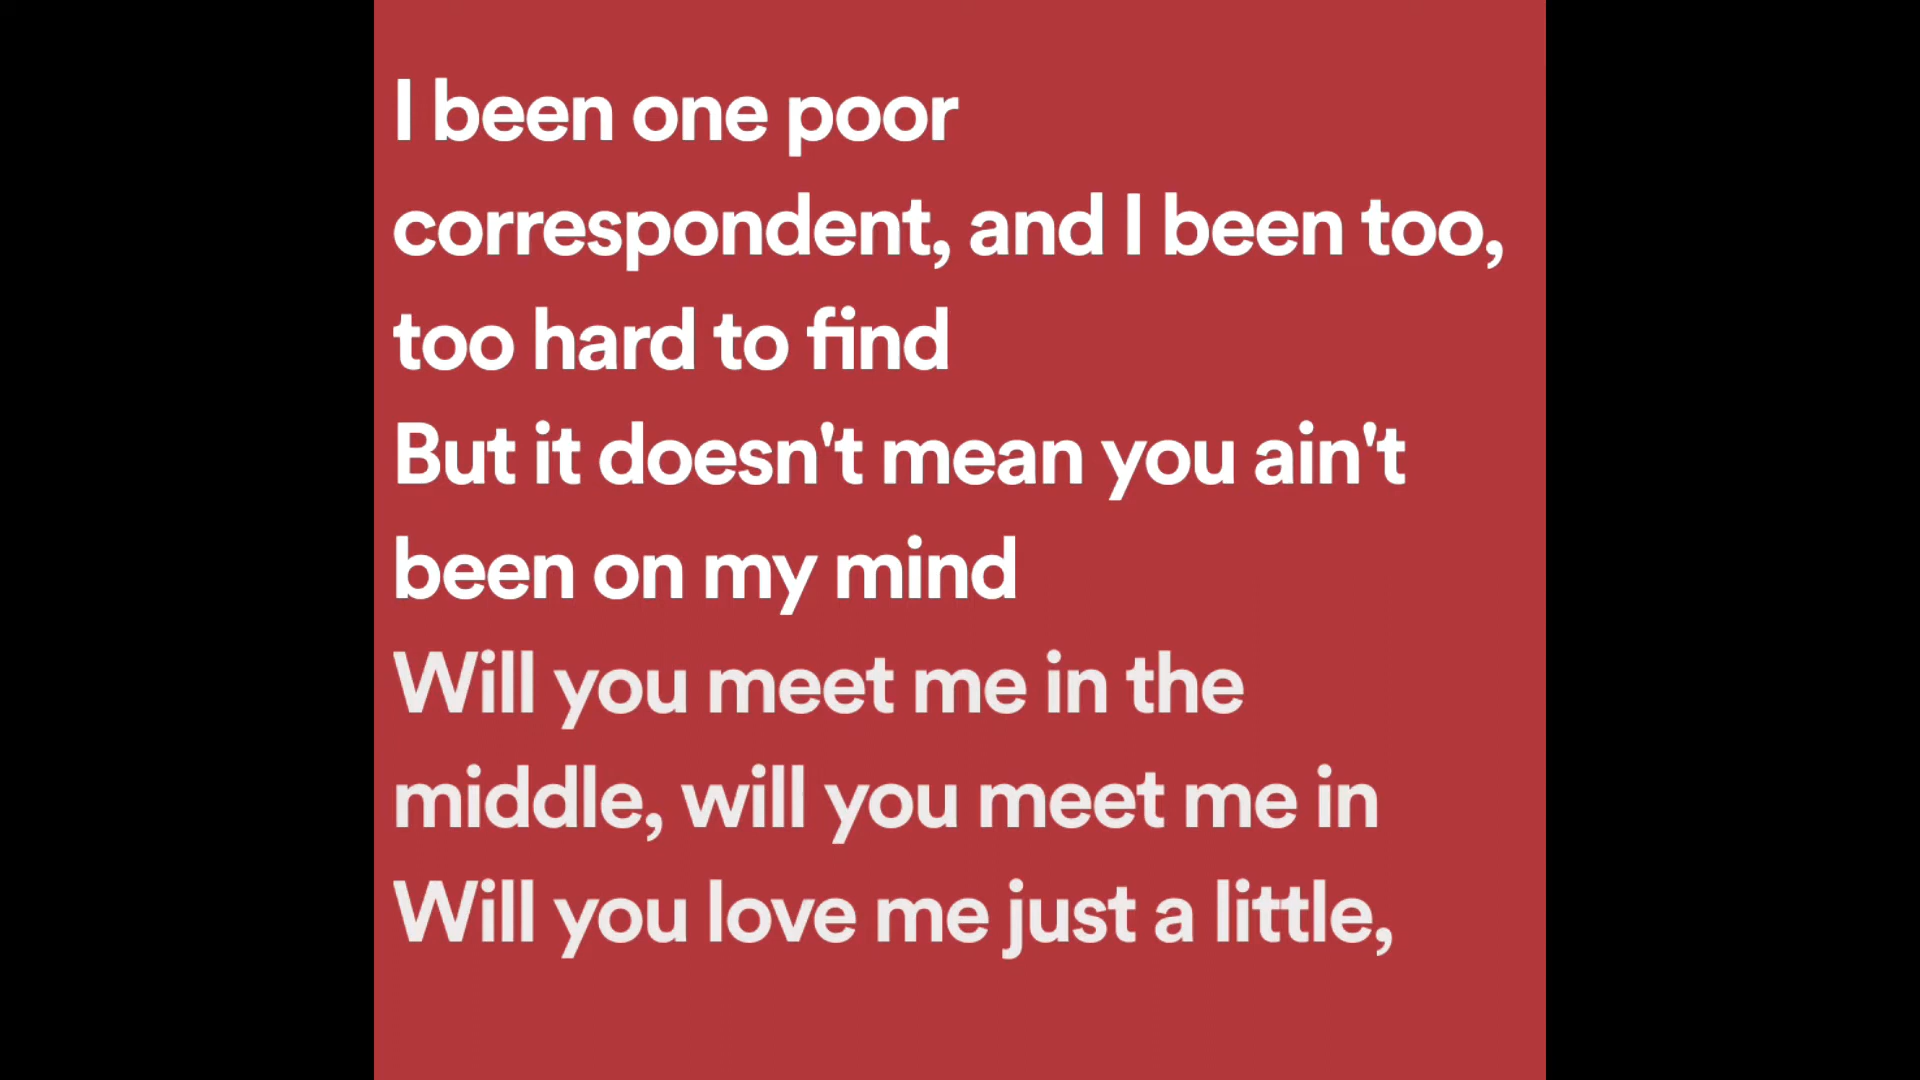 I been one poor
correspondent, and I been too,
too hard to find
But it doesn't mean you ain't
been on my mind
Will you meet me in the
middle, will you meet me in
Will you love me just a little,